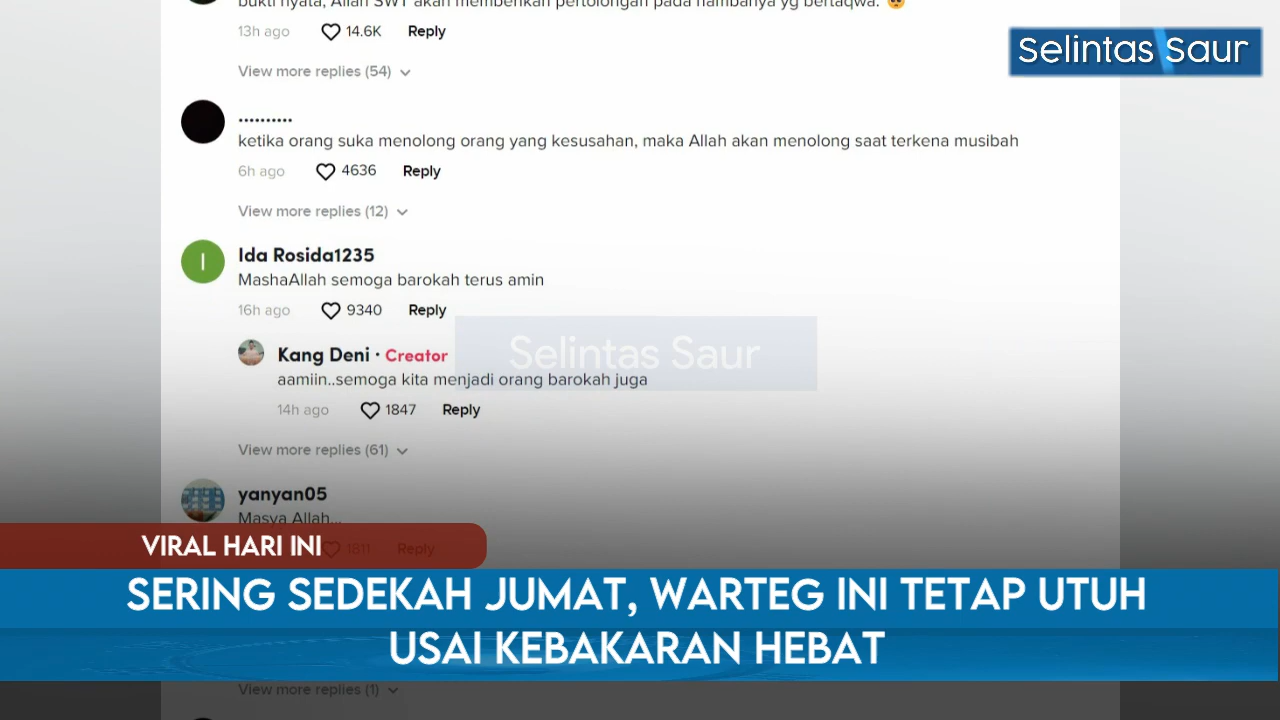 bukti nyata, Allah SWT akan memberikan pertolongan pada hambanya yg bertaqwa. 😇
13h ago 14.6K Reply
Selintas Saur
View more replies (54)
..........
ketika orang suka menolong orang yang kesusahan, maka Allah akan menolong saat terkena musibah
6h ago 4636 Reply
View more replies (12)
I
Ida Rosida1235
MashaAllah semoga barokah terus amin
16h ago 9340 Reply
Selintas Saur
Kang Deni · Creator
aamiin..semoga kita menjadi orang barokah juga
14h ago 1847 Reply
View more replies (61)
yanyan05
Masya Allah...
1811 Reply
VIRAL HARI INI
SERING SEDEKAH JUMAT, WARTEG INI TETAP UTUH
USAI KEBAKARAN HEBAT
View more replies (1)